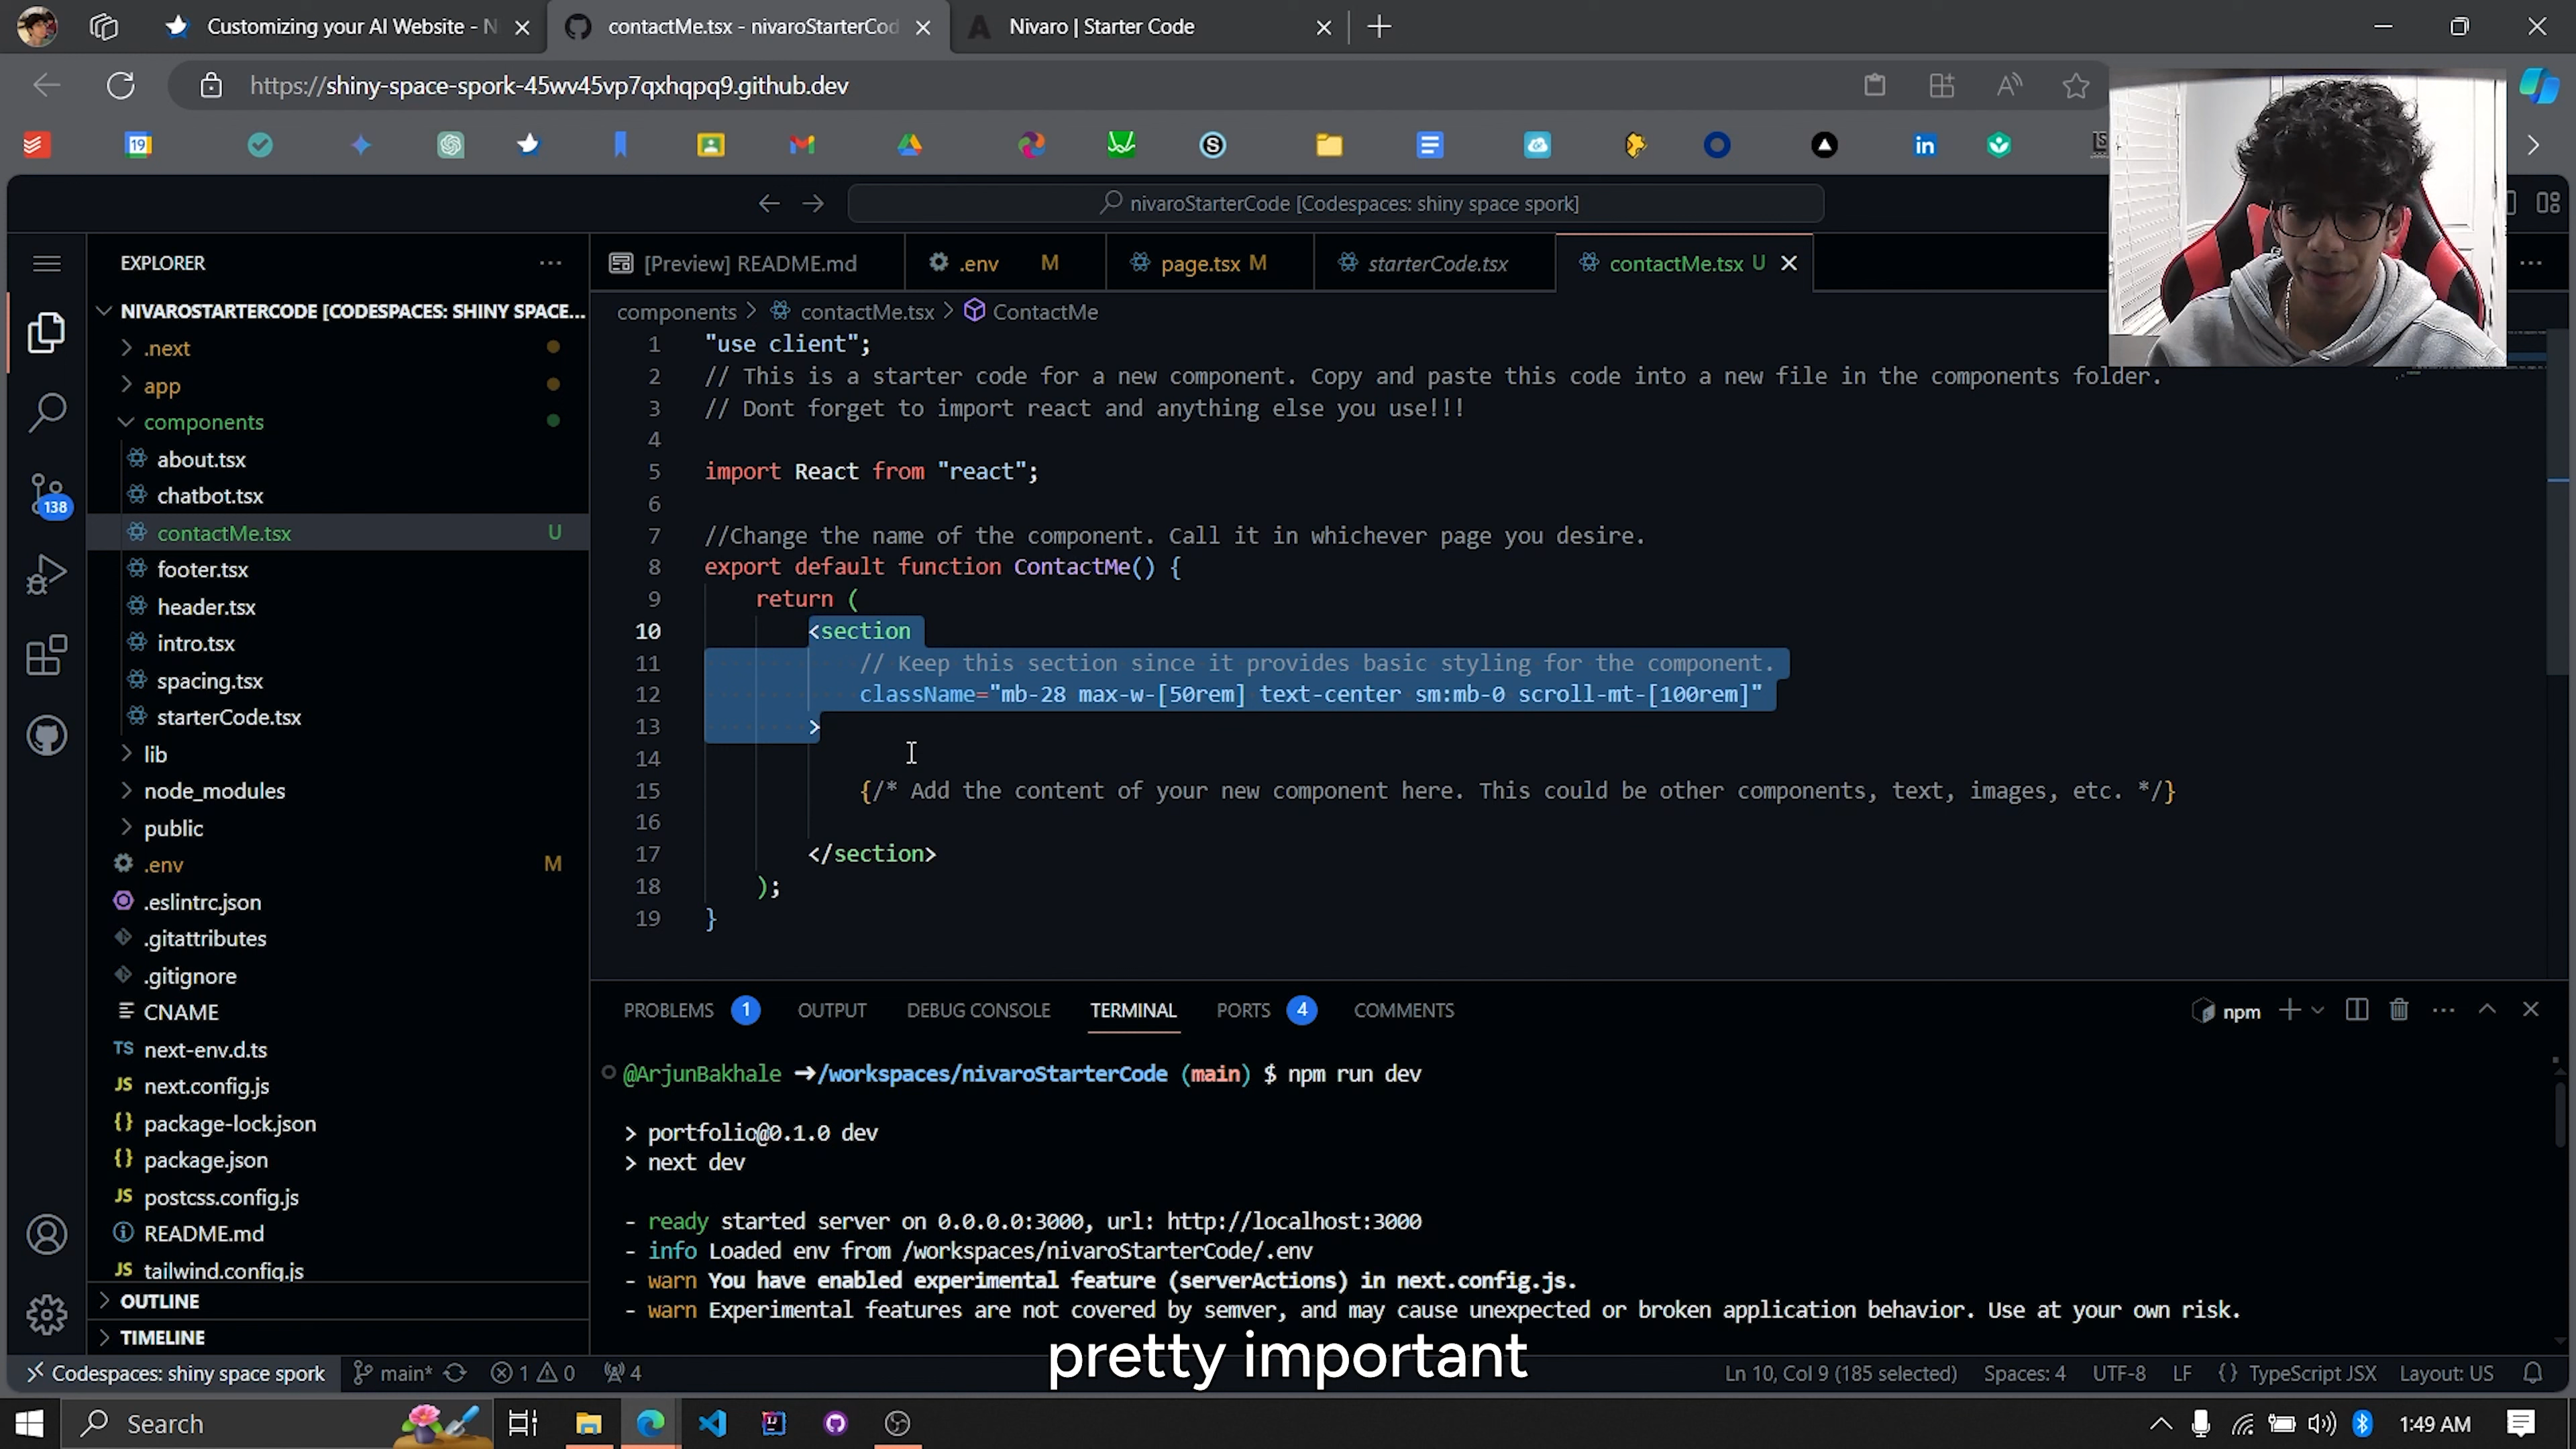 Customizing your AI Website - N
contactMe.tsx - nivaroStarterCod
Nivaro | Starter Code
https://shiny-space-spork-45wv45vp7qxhqpq9.github.dev
nivaroStarterCode [Codespaces: shiny space spork]
EXPLORER
[Preview] README.md
.env M
page.tsx M
starterCode.tsx
contactMe.tsx U
NIVAROSTARTERCODE [CODESPACES: SHINY SPACE...
components > contactMe.tsx > ContactMe
.next
app
components
about.tsx
chatbot.tsx
contactMe.tsx U
footer.tsx
header.tsx
intro.tsx
spacing.tsx
starterCode.tsx
lib
node_modules
public
.env M
.eslintrc.json
.gitattributes
.gitignore
CNAME
TS next-env.d.ts
JS next.config.js
{} package-lock.json
{} package.json
JS postcss.config.js
README.md
JS tailwind.config.js
OUTLINE
TIMELINE
138
1 "use client";
2 // This is a starter code for a new component. Copy and paste this code into a new file in the components folder.
3 // Dont forget to import react and anything else you use!!!
4
5 import React from "react";
6
7 //Change the name of the component. Call it in whichever page you desire.
8 export default function ContactMe() {
9 return (
10 <section
11 // Keep this section since it provides basic styling for the component.
12 className="mb-28 max-w-[50rem] text-center sm:mb-0 scroll-mt-[100rem]"
13 >
14
15 {/* Add the content of your new component here. This could be other components, text, images, etc. */}
16
17 </section>
18 );
19 }
PROBLEMS 1 OUTPUT DEBUG CONSOLE TERMINAL PORTS 4 COMMENTS
npm
@ArjunBakhale ➜/workspaces/nivaroStarterCode (main) $ npm run dev
> portfolio@0.1.0 dev
> next dev
- ready started server on 0.0.0.0:3000, url: http://localhost:3000
- info Loaded env from /workspaces/nivaroStarterCode/.env
- warn You have enabled experimental feature (serverActions) in next.config.js.
- warn Experimental features are not covered by semver, and may cause unexpected or broken application behavior. Use at your own risk.
pretty important
Codespaces: shiny space spork main* 1 0 4
Ln 10, Col 9 (185 selected) Spaces: 4 UTF-8 LF {} TypeScript JSX Layout: US
Search
1:49 AM